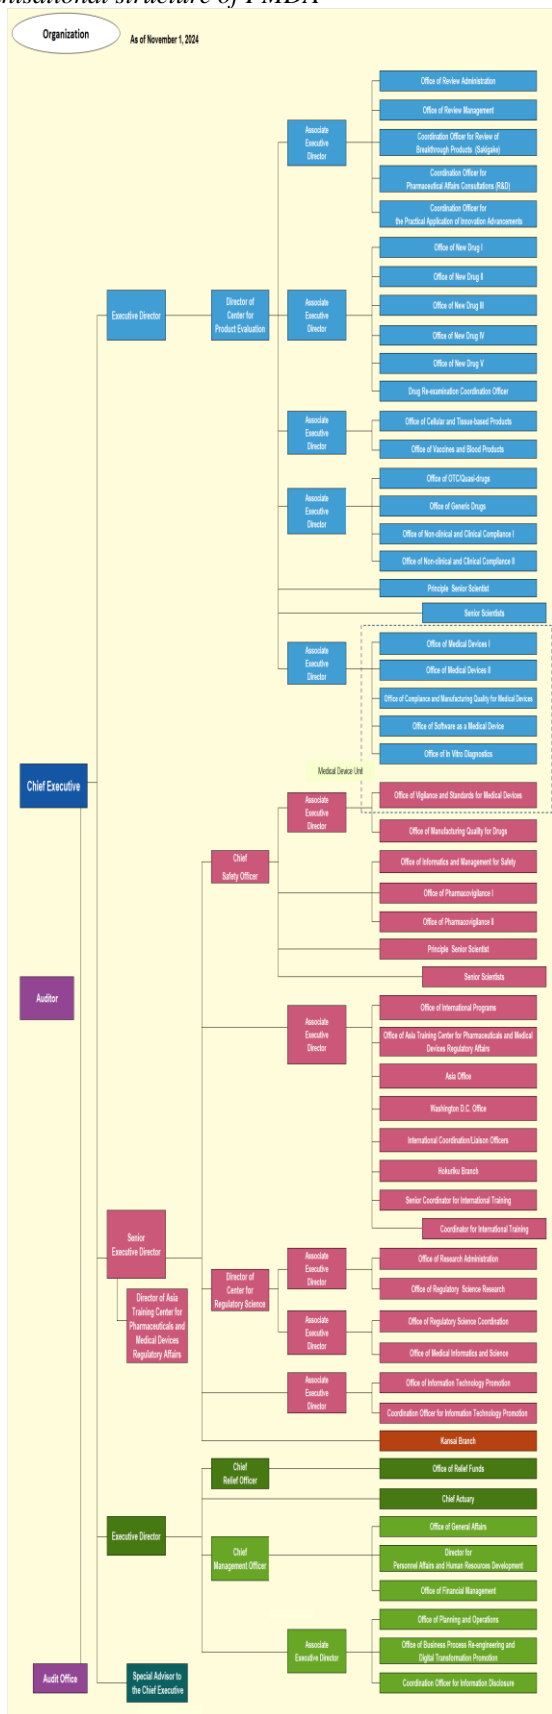 nisational structure of PMDA
Organization
As of November 1, 2024
Office of Review Administration
Office of Review Management
Associate
Executive
Director
Coordination Officer for Review of
Breakthrough Products (Sakigake)
Coordination Officer for
Pharmaceutical Affairs Consultations (R&D)
Coordination Officer for
the Practical Application of Innovation Advancements
Office of New Drug I
Office of New Drug II
Executive Director
Director of
Center for
Product Evaluation
Associate
Executive
Director
Office of New Drug III
Office of New Drug IV
Office of New Drug V
Drug Re-examination Coordination Officer
Associate
Executive
Director
Office of Cellular and Tissue-based Products
Office of Vaccines and Blood Products
Office of OTC/Quasi-drugs
Associate
Executive
Director
Office of Generic Drugs
Office of Non-clinical and Clinical Compliance I
Office of Non-clinical and Clinical Compliance II
Principle Senior Scientist
Senior Scientists
Associate
Executive
Director
Office of Medical Devices I
Office of Medical Devices II
Office of Compliance and Manufacturing Quality for Medical Devices
Office of Software as a Medical Device
Office of In Vitro Diagnostics
Medical Device Unit
Chief Executive
Associate
Executive
Director
Office of Vigilance and Standards for Medical Devices
Office of Manufacturing Quality for Drugs
Chief
Safety Officer
Office of Informatics and Management for Safety
Office of Pharmacovigilance I
Office of Pharmacovigilance II
Principle Senior Scientist
Senior Scientists
Auditor
Associate
Executive
Director
Office of International Programs
Office of Asia Training Center for Pharmaceuticals and Medical
Devices Regulatory Affairs
Asia Office
Washington D.C. Office
International Coordination/Liaison Officers
Hokuriku Branch
Senior Coordinator for International Training
Coordinator for International Training
Senior
Executive Director
Director of Asia
Training Center for
Pharmaceuticals and
Medical Devices
Regulatory Affairs
Director of
Center for
Regulatory Science
Associate
Executive
Director
Office of Research Administration
Office of Regulatory Science Research
Associate
Executive
Director
Office of Regulatory Science Coordination
Office of Medical Informatics and Science
Associate
Executive
Director
Office of Information Technology Promotion
Coordination Officer for Information Technology Promotion
Kansai Branch
Chief
Relief Officer
Office of Relief Funds
Chief Actuary
Executive Director
Chief
Management Officer
Office of General Affairs
Director for
Personnel Affairs and Human Resources Development
Office of Financial Management
Associate
Executive Director
Office of Planning and Operations
Office of Business Process Re-engineering and
Digital Transformation Promotion
Coordination Officer for Information Disclosure
Audit Office
Special Advisor to
the Chief Executive